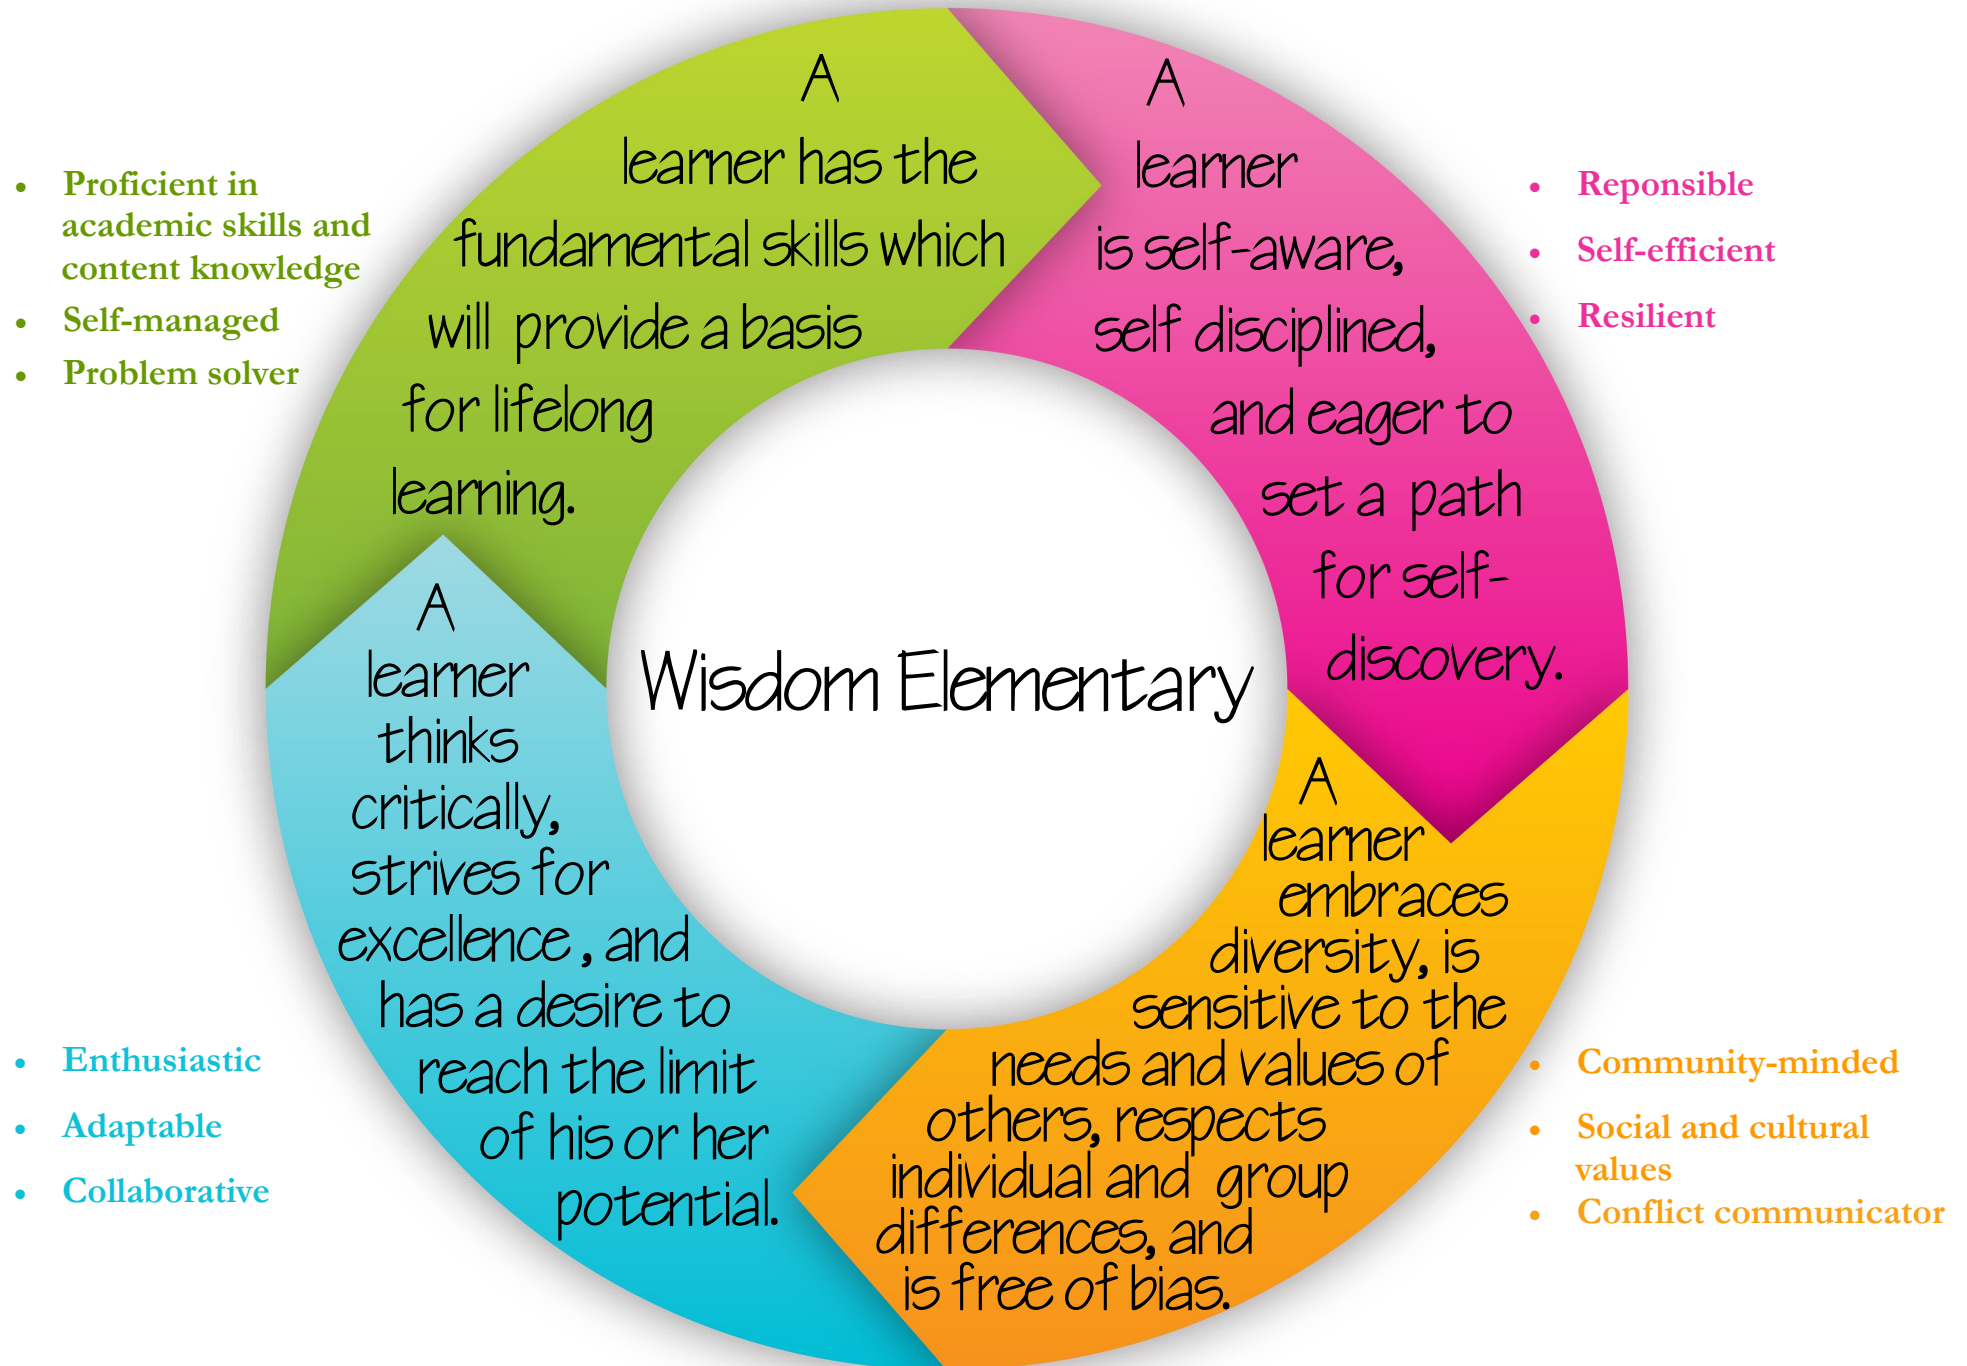 A
learner has the
fundamental skills which
will provide a basis
for lifelong
learning.
A
learner
is self-aware,
self disciplined,
and eager to
set a path
for self-
discovery.
A
learner
embraces
diversity, is
sensitive to the
needs and values of
others, respects
individual and group
differences, and
is free of bias.
A
learner
thinks
critically,
strives for
excellence , and
has a desire to
reach the limit
of his or her
potential.
Wisdom Elementary
• Proficient in
academic skills and
content knowledge
• Self-managed
• Problem solver
• Reponsible
• Self-efficient
• Resilient
• Community-minded
• Social and cultural
values
• Conflict communicator
• Enthusiastic
• Adaptable
• Collaborative